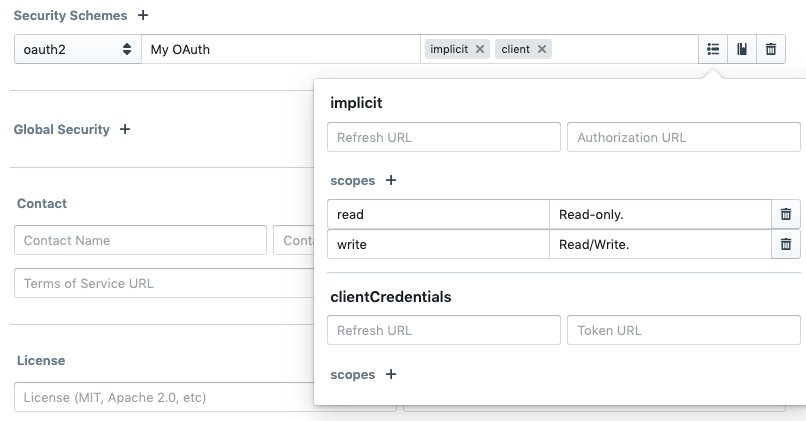 Security Schemes +
oauth2 My OAuth implicit × client ×
implicit
Refresh URL Authorization URL
Global Security +
scopes +
read Read-only.
write Read/Write.
Contact
Contact Name
Terms of Service URL
clientCredentials
Refresh URL Token URL
License
scopes +
License (MIT, Apache 2.0, etc)